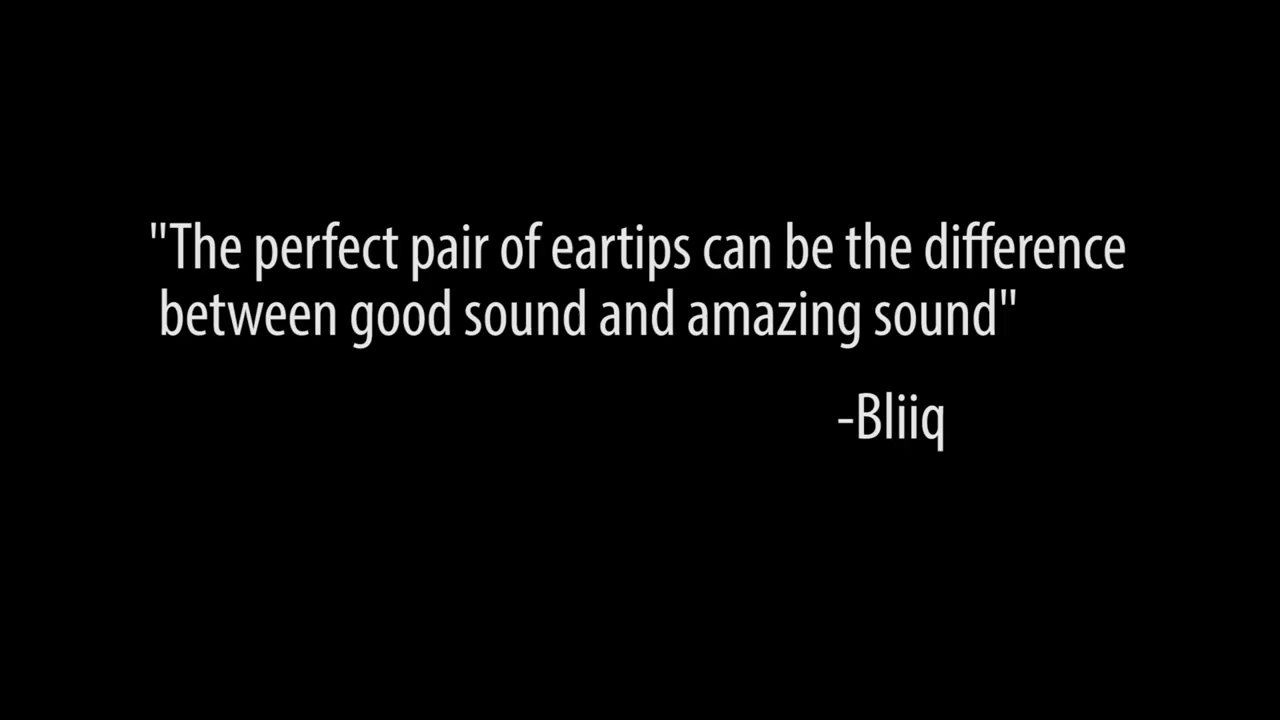 "The perfect pair of eartips can be the difference
between good sound and amazing sound"
-Bliiq